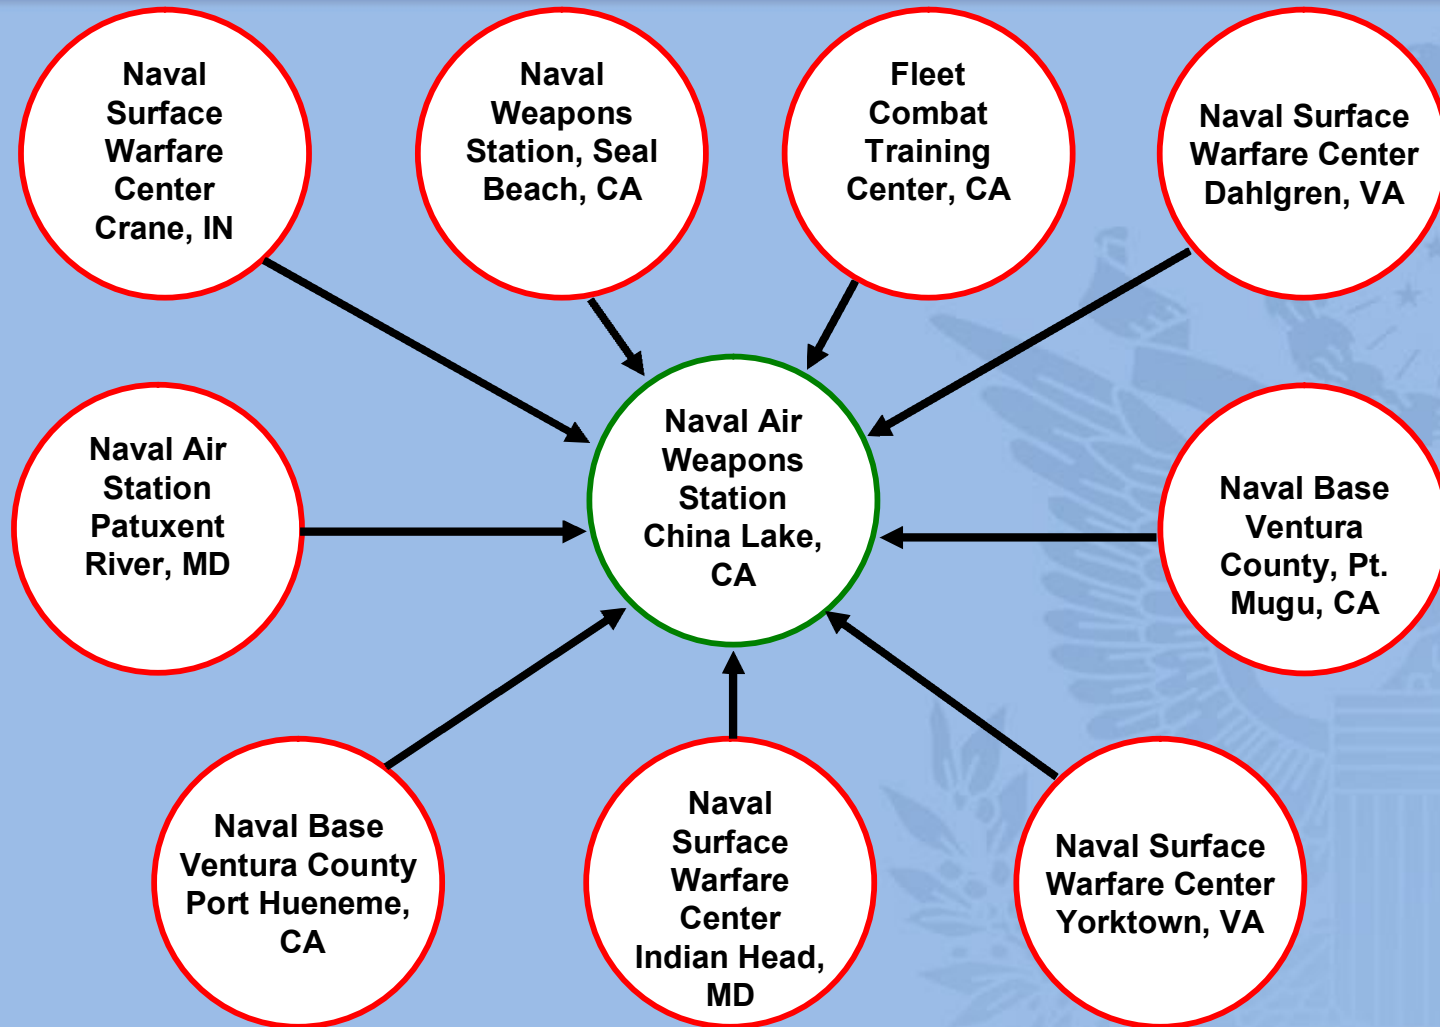 Naval
Surface
Warfare
Center
Crane, IN
Naval
Weapons
Station, Seal
Beach, CA
Fleet
Combat
Training
Center, CA
Naval Surface
Warfare Center
Dahlgren, VA
Naval Air
Station
Patuxent
River, MD
Naval Air
Weapons
Station
China Lake,
CA
Naval Base
Ventura
County, Pt.
Mugu, CA
Naval Base
Ventura County
Port Hueneme,
CA
Naval
Surface
Warfare
Center
Indian Head,
MD
Naval Surface
Warfare Center
Yorktown, VA